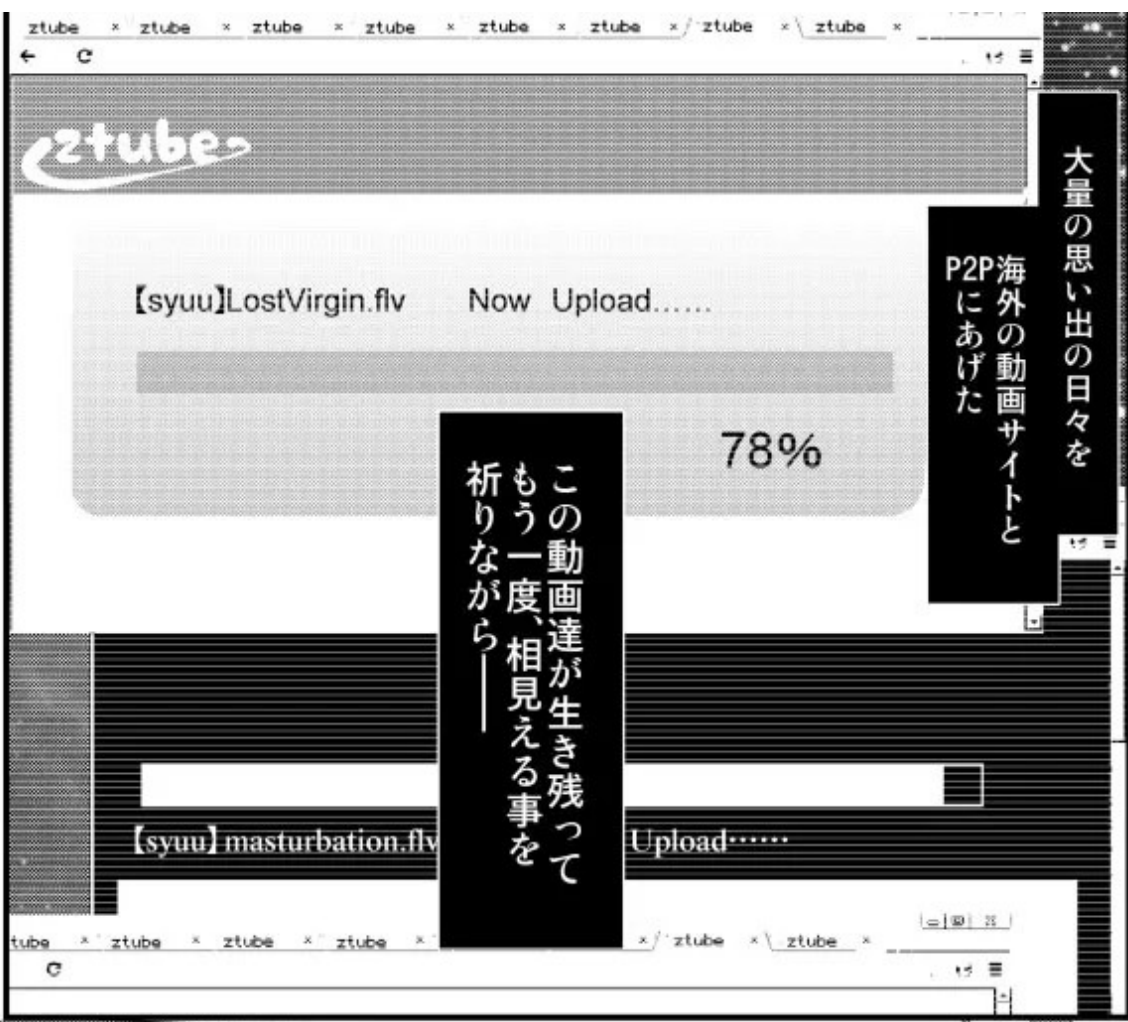 ztube × ztube × ztube × ztube × ztube × ztube × ztube × ztube ×
ztube
大量の思い出の日々を
海外の動画サイトと
P2Pにあげた
【syuu】LostVirgin.flv Now Upload……
78%
この動画達が生き残って
もう一度、相見える事を
祈りながら──
【syuu】masturbation.flv Upload……
tube × ztube × ztube × ztube × × ztube × ztube ×